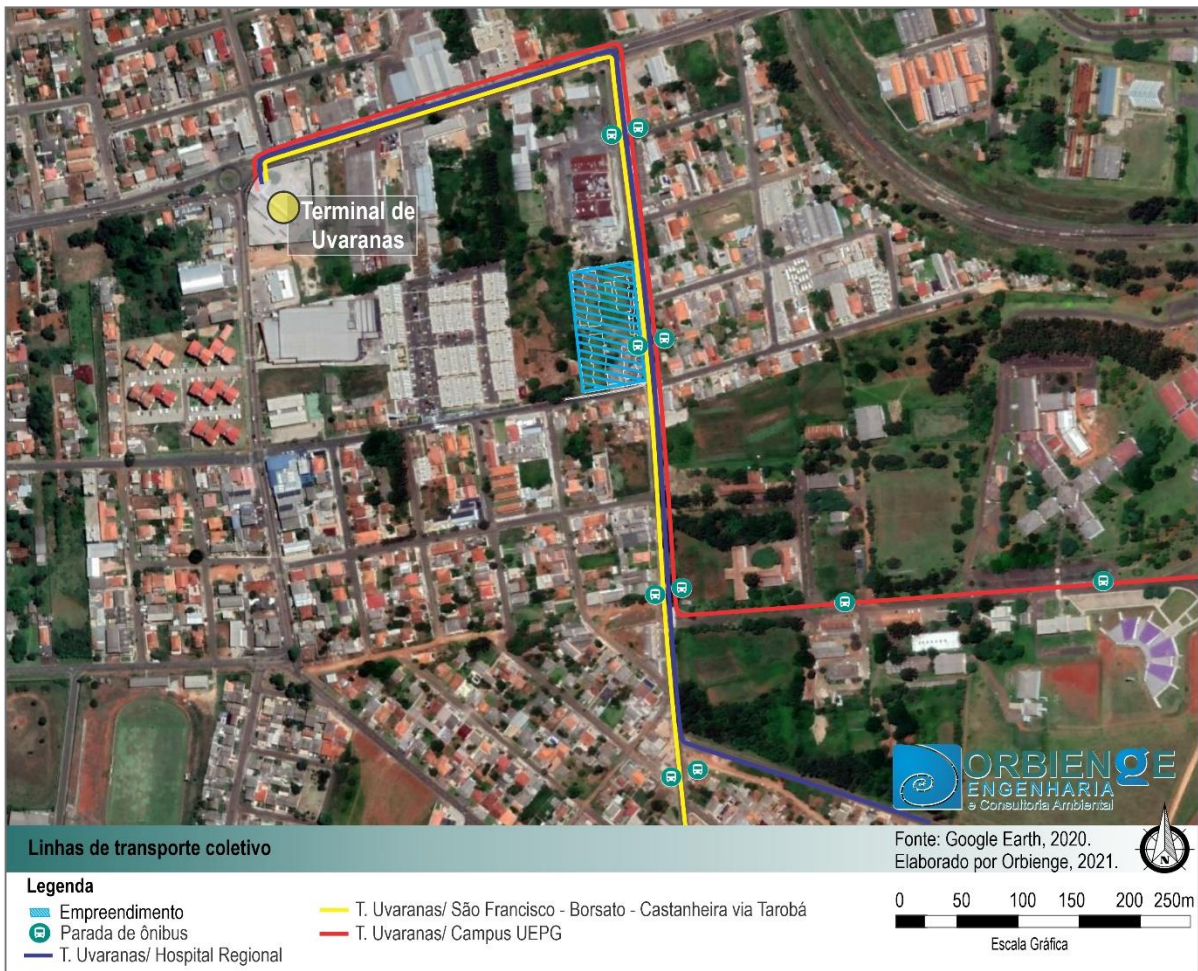 Terminal de
Uvaranas
ORBIENGE
ENGENHARIA
e Consultoria Ambiental
Linhas de transporte coletivo
Fonte: Google Earth, 2020.
Elaborado por Orbienge, 2021.
N
Legenda
Empreendimento
Parada de ônibus
T. Uvaranas/ Hospital Regional
T. Uvaranas/ São Francisco - Borsato - Castanheira via Tarobá
T. Uvaranas/ Campus UEPG
0 50 100 150 200 250m
Escala Gráfica